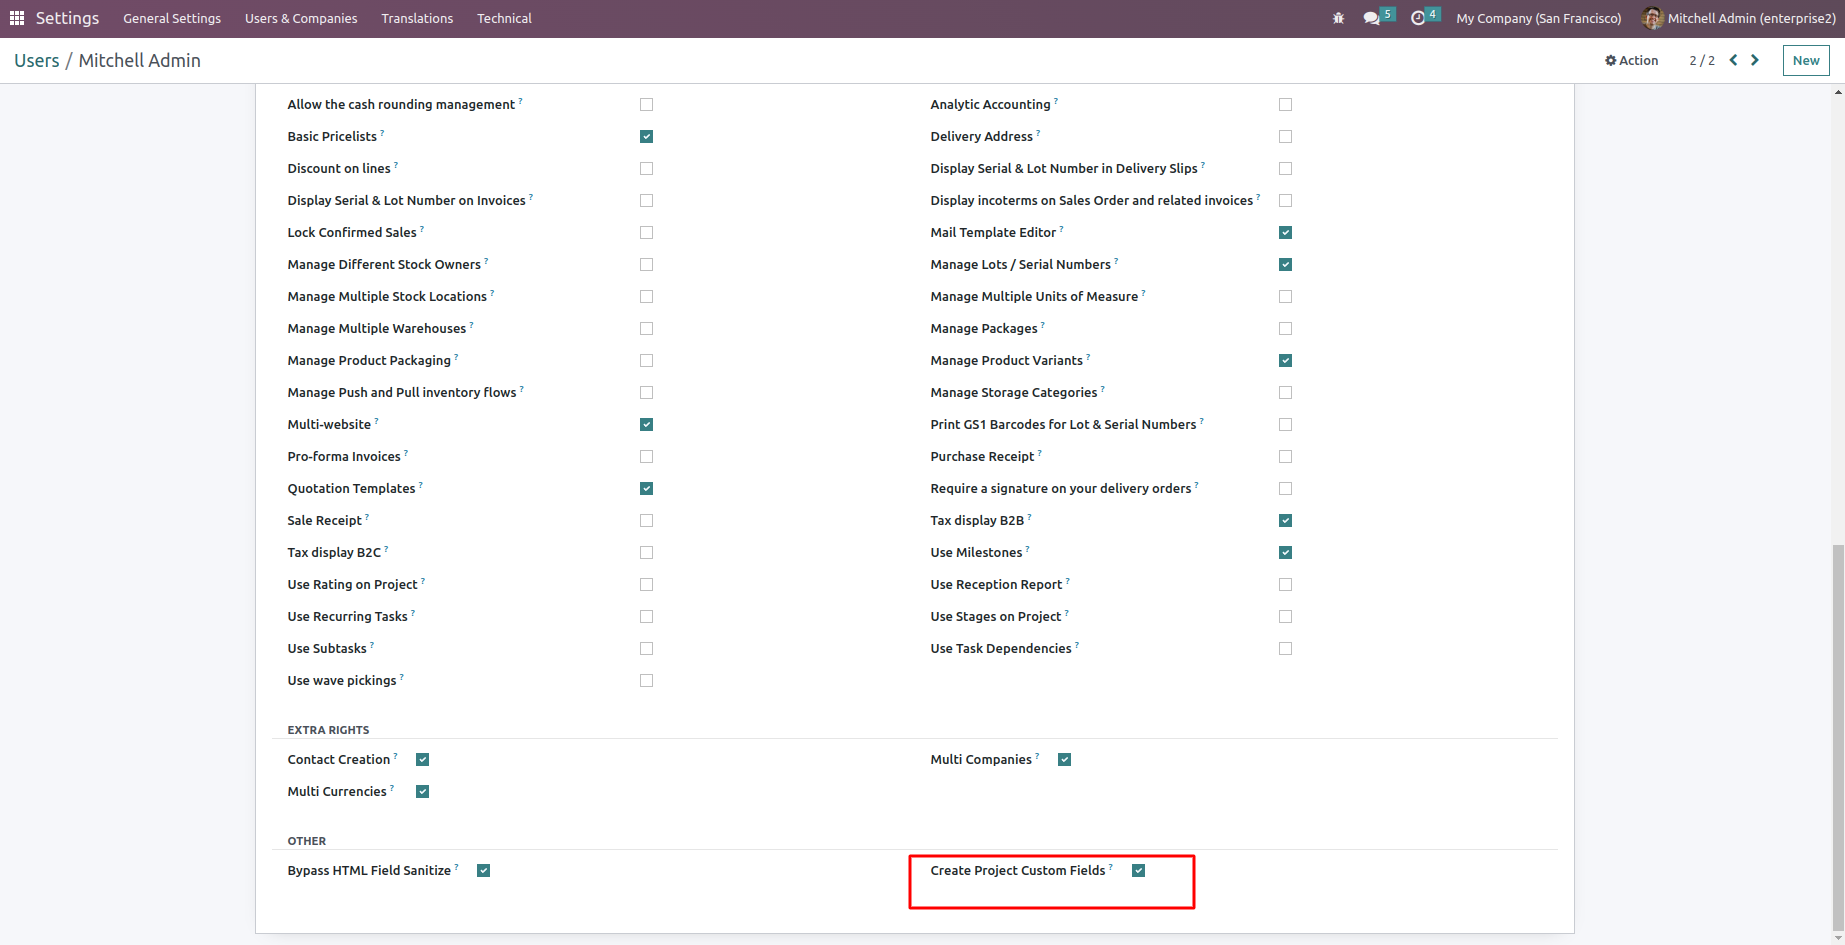 Settings General Settings Users & Companies Translations Technical 5 4 My Company (San Francisco) Mitchell Admin (enterprise2)
Users / Mitchell Admin Action 2 / 2 New
Allow the cash rounding management ? Analytic Accounting ?
Basic Pricelists ? Delivery Address ?
Discount on lines ? Display Serial & Lot Number in Delivery Slips ?
Display Serial & Lot Number on Invoices ? Display incoterms on Sales Order and related invoices ?
Lock Confirmed Sales ? Mail Template Editor ?
Manage Different Stock Owners ? Manage Lots / Serial Numbers ?
Manage Multiple Stock Locations ? Manage Multiple Units of Measure ?
Manage Multiple Warehouses ? Manage Packages ?
Manage Product Packaging ? Manage Product Variants ?
Manage Push and Pull inventory flows ? Manage Storage Categories ?
Multi-website ? Print GS1 Barcodes for Lot & Serial Numbers ?
Pro-forma Invoices ? Purchase Receipt ?
Quotation Templates ? Require a signature on your delivery orders ?
Sale Receipt ? Tax display B2B ?
Tax display B2C ? Use Milestones ?
Use Rating on Project ? Use Reception Report ?
Use Recurring Tasks ? Use Stages on Project ?
Use Subtasks ? Use Task Dependencies ?
Use wave pickings ?
EXTRA RIGHTS
Contact Creation ? Multi Companies ?
Multi Currencies ?
OTHER
Bypass HTML Field Sanitize ? Create Project Custom Fields ?